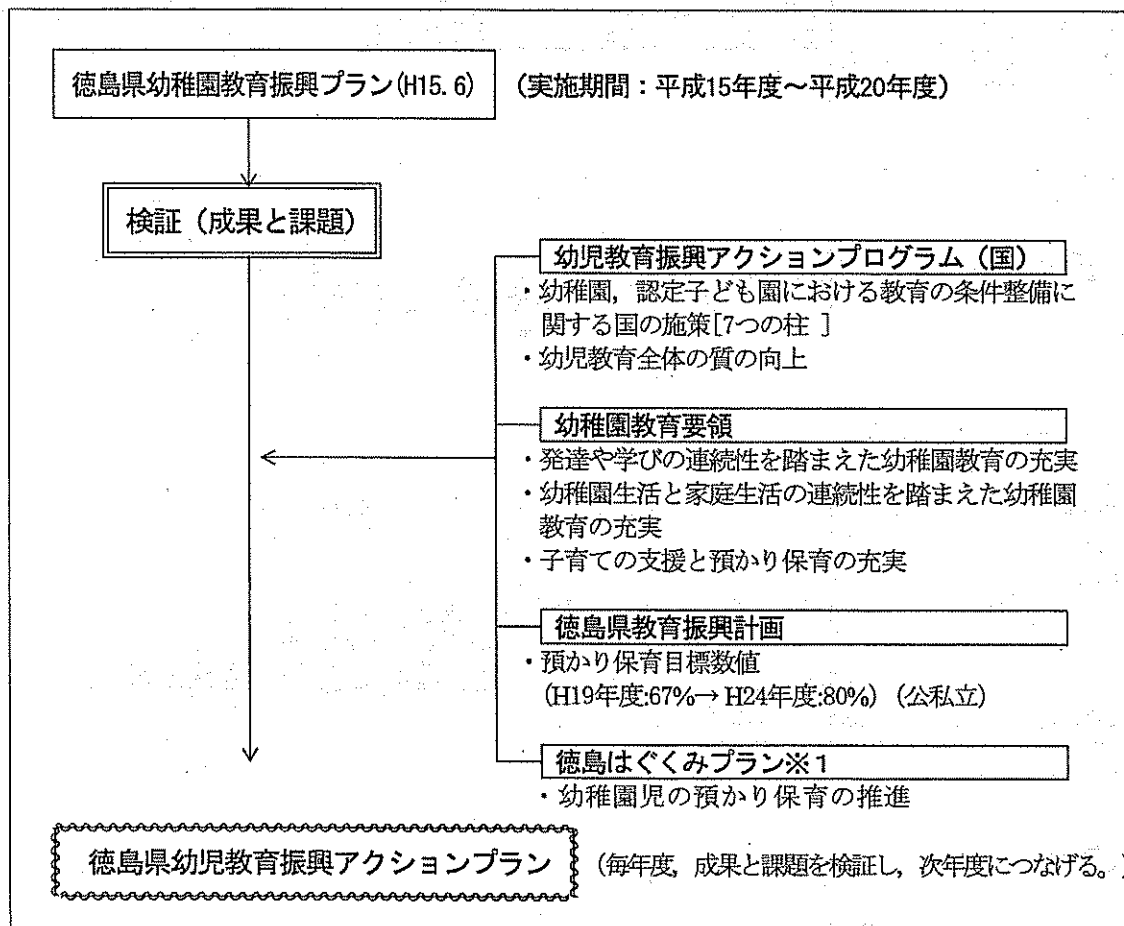 徳島県幼稚園教育振興プラン(H15.6) (実施期間:平成15年度~平成20年度)
検証(成果と課題)
幼児教育振興アクションプログラム(国)
・幼稚園,認定子ども園における教育の条件整備に
関する国の施策[7つの柱 ]
・幼児教育全体の質の向上
幼稚園教育要領
・発達や学びの連続性を踏まえた幼稚園教育の充実
・幼稚園生活と家庭生活の連続性を踏まえた幼稚園
教育の充実
・子育ての支援と預かり保育の充実
徳島県教育振興計画
・預かり保育目標数値
(H19年度:67%→H24年度:80%)(公私立)
徳島はぐくみプラン※1
・幼稚園児の預かり保育の推進
徳島県幼児教育振興アクションプラン (毎年度,成果と課題を検証し,次年度につなげる。)